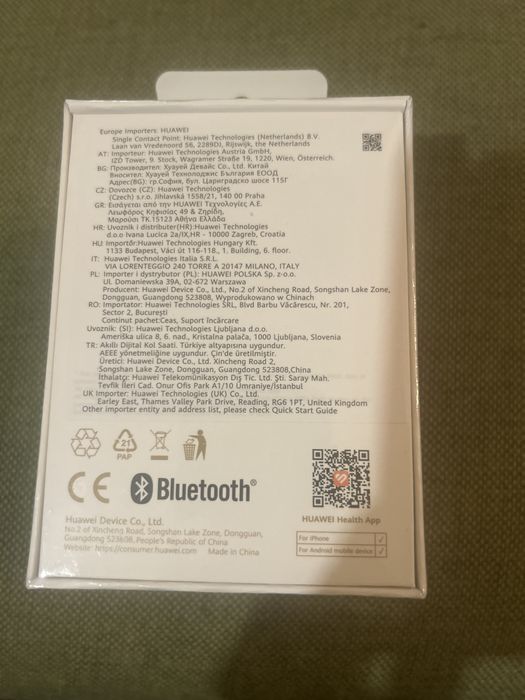 Europe Importers: HUAWEI
Single Contact Point: Huawei Technologies (Netherlands) B.V.
Laan van Vredenoord 56, 2289DJ, Rijswijk, the Netherlands
AT: Importeur: Huawei Technologies Austria GmbH,
IZD Tower, 9. Stock, Wagramer Straße 19, 1220, Wien, Österreich.
BG: Производител: Хуауей Девайс Ко.,Ltd. Китай
Вносител: Хуауей Технолоджис България ЕООД
Адрес(BG): гр.София, бул. Цариградско шосе 115Г
CZ: Dovozce (CZ): Huawei Technologies
(Czech) s.r.o. Jihlavská 1558/21, 140 00 Praha
GR: Εισάγεται από την HUAWEI Τεχνολογίες Α.Ε.
Λεωφόρος Κηφισίας 49 & Ζηρίδη,
Μαρούσι ΤΚ.15123 Αθήνα Ελλάδα
HR: Uvoznik i distributer(HR):Huawei Technologies
d.o.o Ivana Lucica 2a/IX,HR - 10000 Zagreb, Croatia
HU: Importőr:Huawei Technologies Hungary Kft.
1133 Budapest, Váci út 116-118., 1. Building, 6. floor.
IT: Huawei Technologies Italia S.R.L.
VIA LORENTEGGIO 240 TORRE A 20147 MILANO, ITALY
PL: Importer i dystrybutor (PL): HUAWEI POLSKA Sp. z o.o.
Ul. Domaniewska 39A, 02-672 Warszawa
Producent: Huawei Device Co., Ltd., No.2 of Xincheng Road, Songshan Lake Zone,
Dongguan, Guangdong 523808, Wyprodukowano w Chinach
RO: Importator: Huawei Technologies SRL, Blvd Barbu Văcărescu, Nr. 201,
Sector 2, București
Continut pachet:Ceas, Suport încărcare
Uvoznik: (SI): Huawei Technologies Ljubljana d.o.o.
Ameriška ulica 8, 6. nad., Kristalna palača, 1000 Ljubljana, Slovenia
TR: Akıllı Dijital Kol Saati. Türkiye altyapısına uygundur.
AEEE yönetmeliğine uygundur. Çin'de üretilmiştir.
Üretici: Huawei Device Co., Ltd. Xincheng Road 2,
Songshan Lake Zone, Dongguan, Guangdong 523808,China
İthalatçı: Huawei Telekomünikasyon Dış Tic. Ltd. Şti. Saray Mah.
Tevfik İleri Cad. Onur Ofis Park A1/10 Ümraniye/İstanbul
UK Importer: Huawei Technologies (UK) Co., Ltd.
Earley East, Thames Valley Park Drive, Reading, RG6 1PT, United Kingdom
Other importer entity and address list, please check Quick Start Guide
21
PAP
CE Bluetooth®
Huawei Device Co., Ltd.
No.2 of Xincheng Road, Songshan Lake Zone, Dongguan,
Guangdong 523808, People's Republic of China
Website: https://consumer.huawei.com Made in China
HUAWEI Health App
For iPhone ✓
For Android mobile device ✓